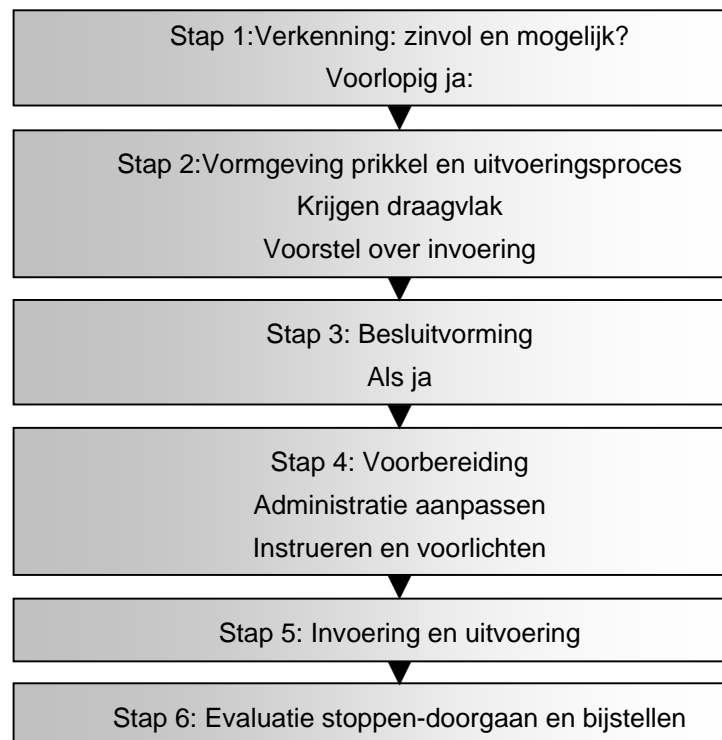 Stap 1:Verkenning: zinvol en mogelijk?
Voorlopig ja:
Stap 2:Vormgeving prikkel en uitvoeringsproces
Krijgen draagvlak
Voorstel over invoering
Stap 3: Besluitvorming
Als ja
Stap 4: Voorbereiding
Administratie aanpassen
Instrueren en voorlichten
Stap 5: Invoering en uitvoering
Stap 6: Evaluatie stoppen-doorgaan en bijstellen